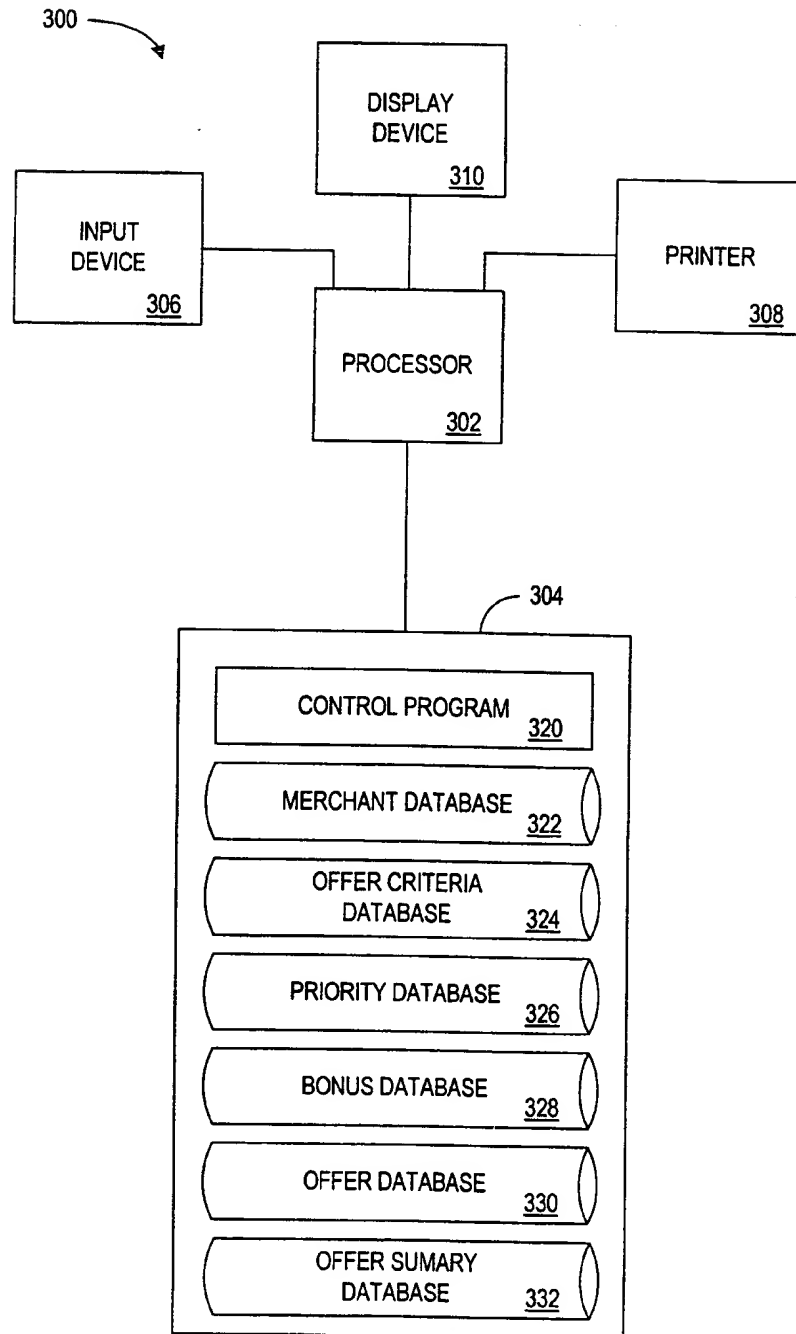 300
DISPLAY
DEVICE
310
INPUT
DEVICE
306
PRINTER
308
PROCESSOR
302
304
CONTROL PROGRAM
320
MERCHANT DATABASE
322
OFFER CRITERIA
DATABASE
324
PRIORITY DATABASE
326
BONUS DATABASE
328
OFFER DATABASE
330
OFFER SUMARY
DATABASE
332